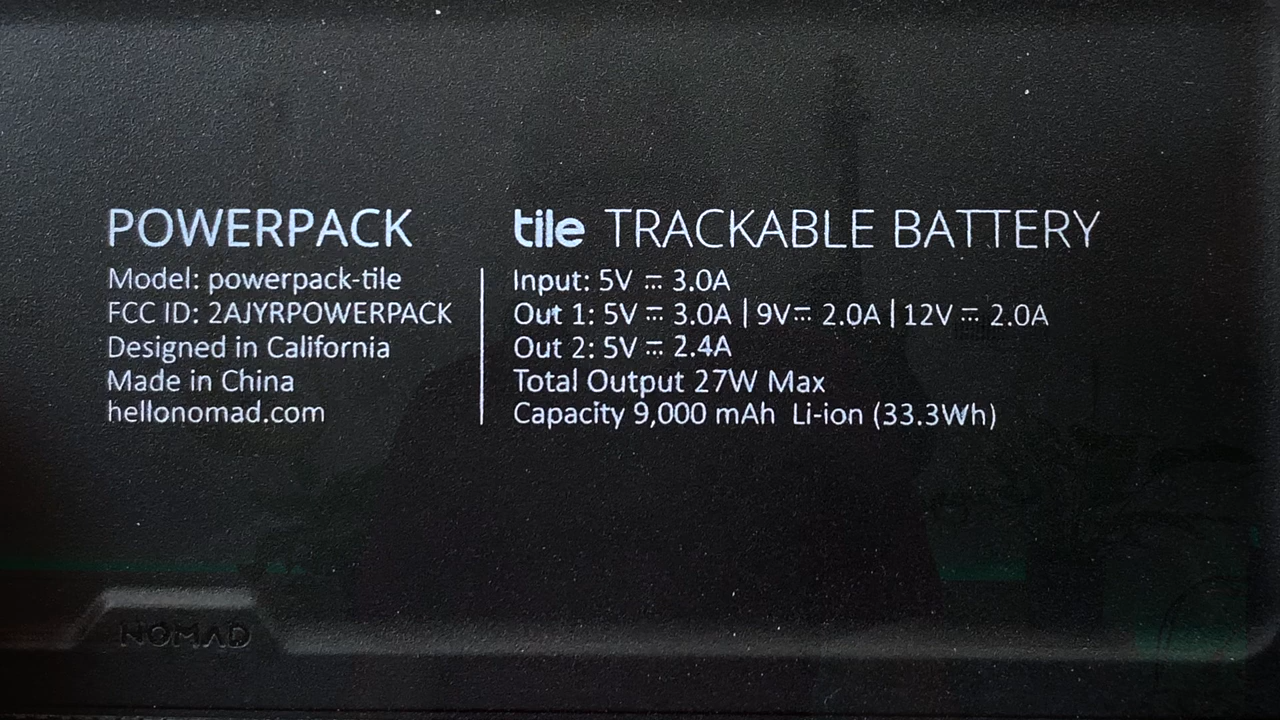 POWERPACK
Model: powerpack-tile
FCC ID: 2AJYRPOWERPACK
Designed in California
Made in China
hellonomad.com
tile TRACKABLE BATTERY
Input: 5V ⎓ 3.0A
Out 1: 5V ⎓ 3.0A | 9V⎓ 2.0A | 12V ⎓ 2.0A
Out 2: 5V ⎓ 2.4A
Total Output 27W Max
Capacity 9,000 mAh Li-ion (33.3Wh)
NOMAD